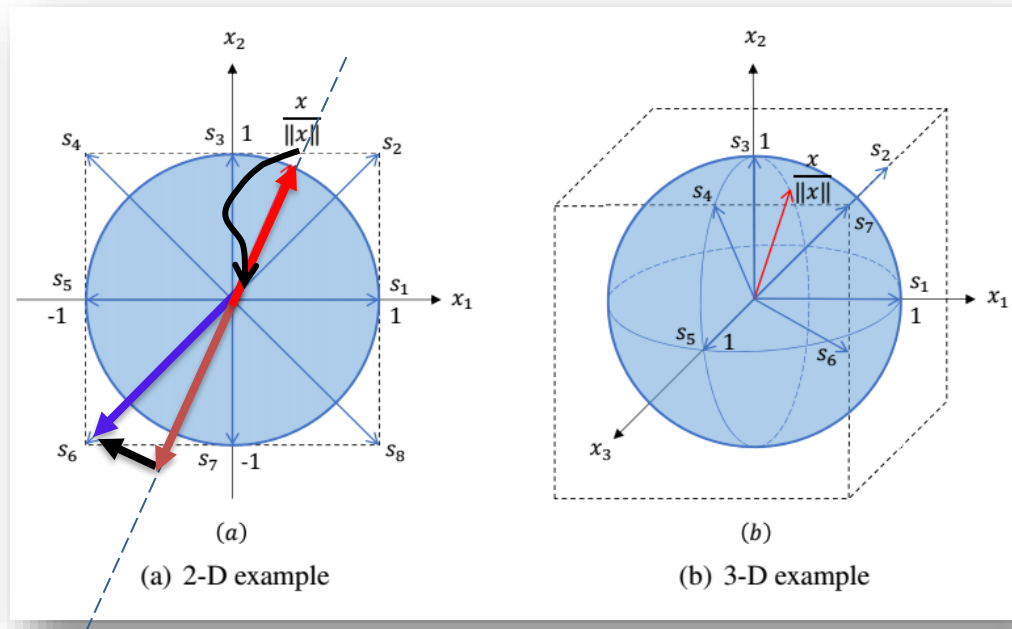 x₂
x
‖x‖
s₄
s₃ 1
s₂
s₅
-1
s₁
1
x₁
s₆
s₇ -1
s₈
(a)
(a) 2-D example
x₂
s₃ 1
x
‖x‖
s₂
s₄
s₇
s₁
1
x₁
s₅ 1
s₆
x₃
(b)
(b) 3-D example